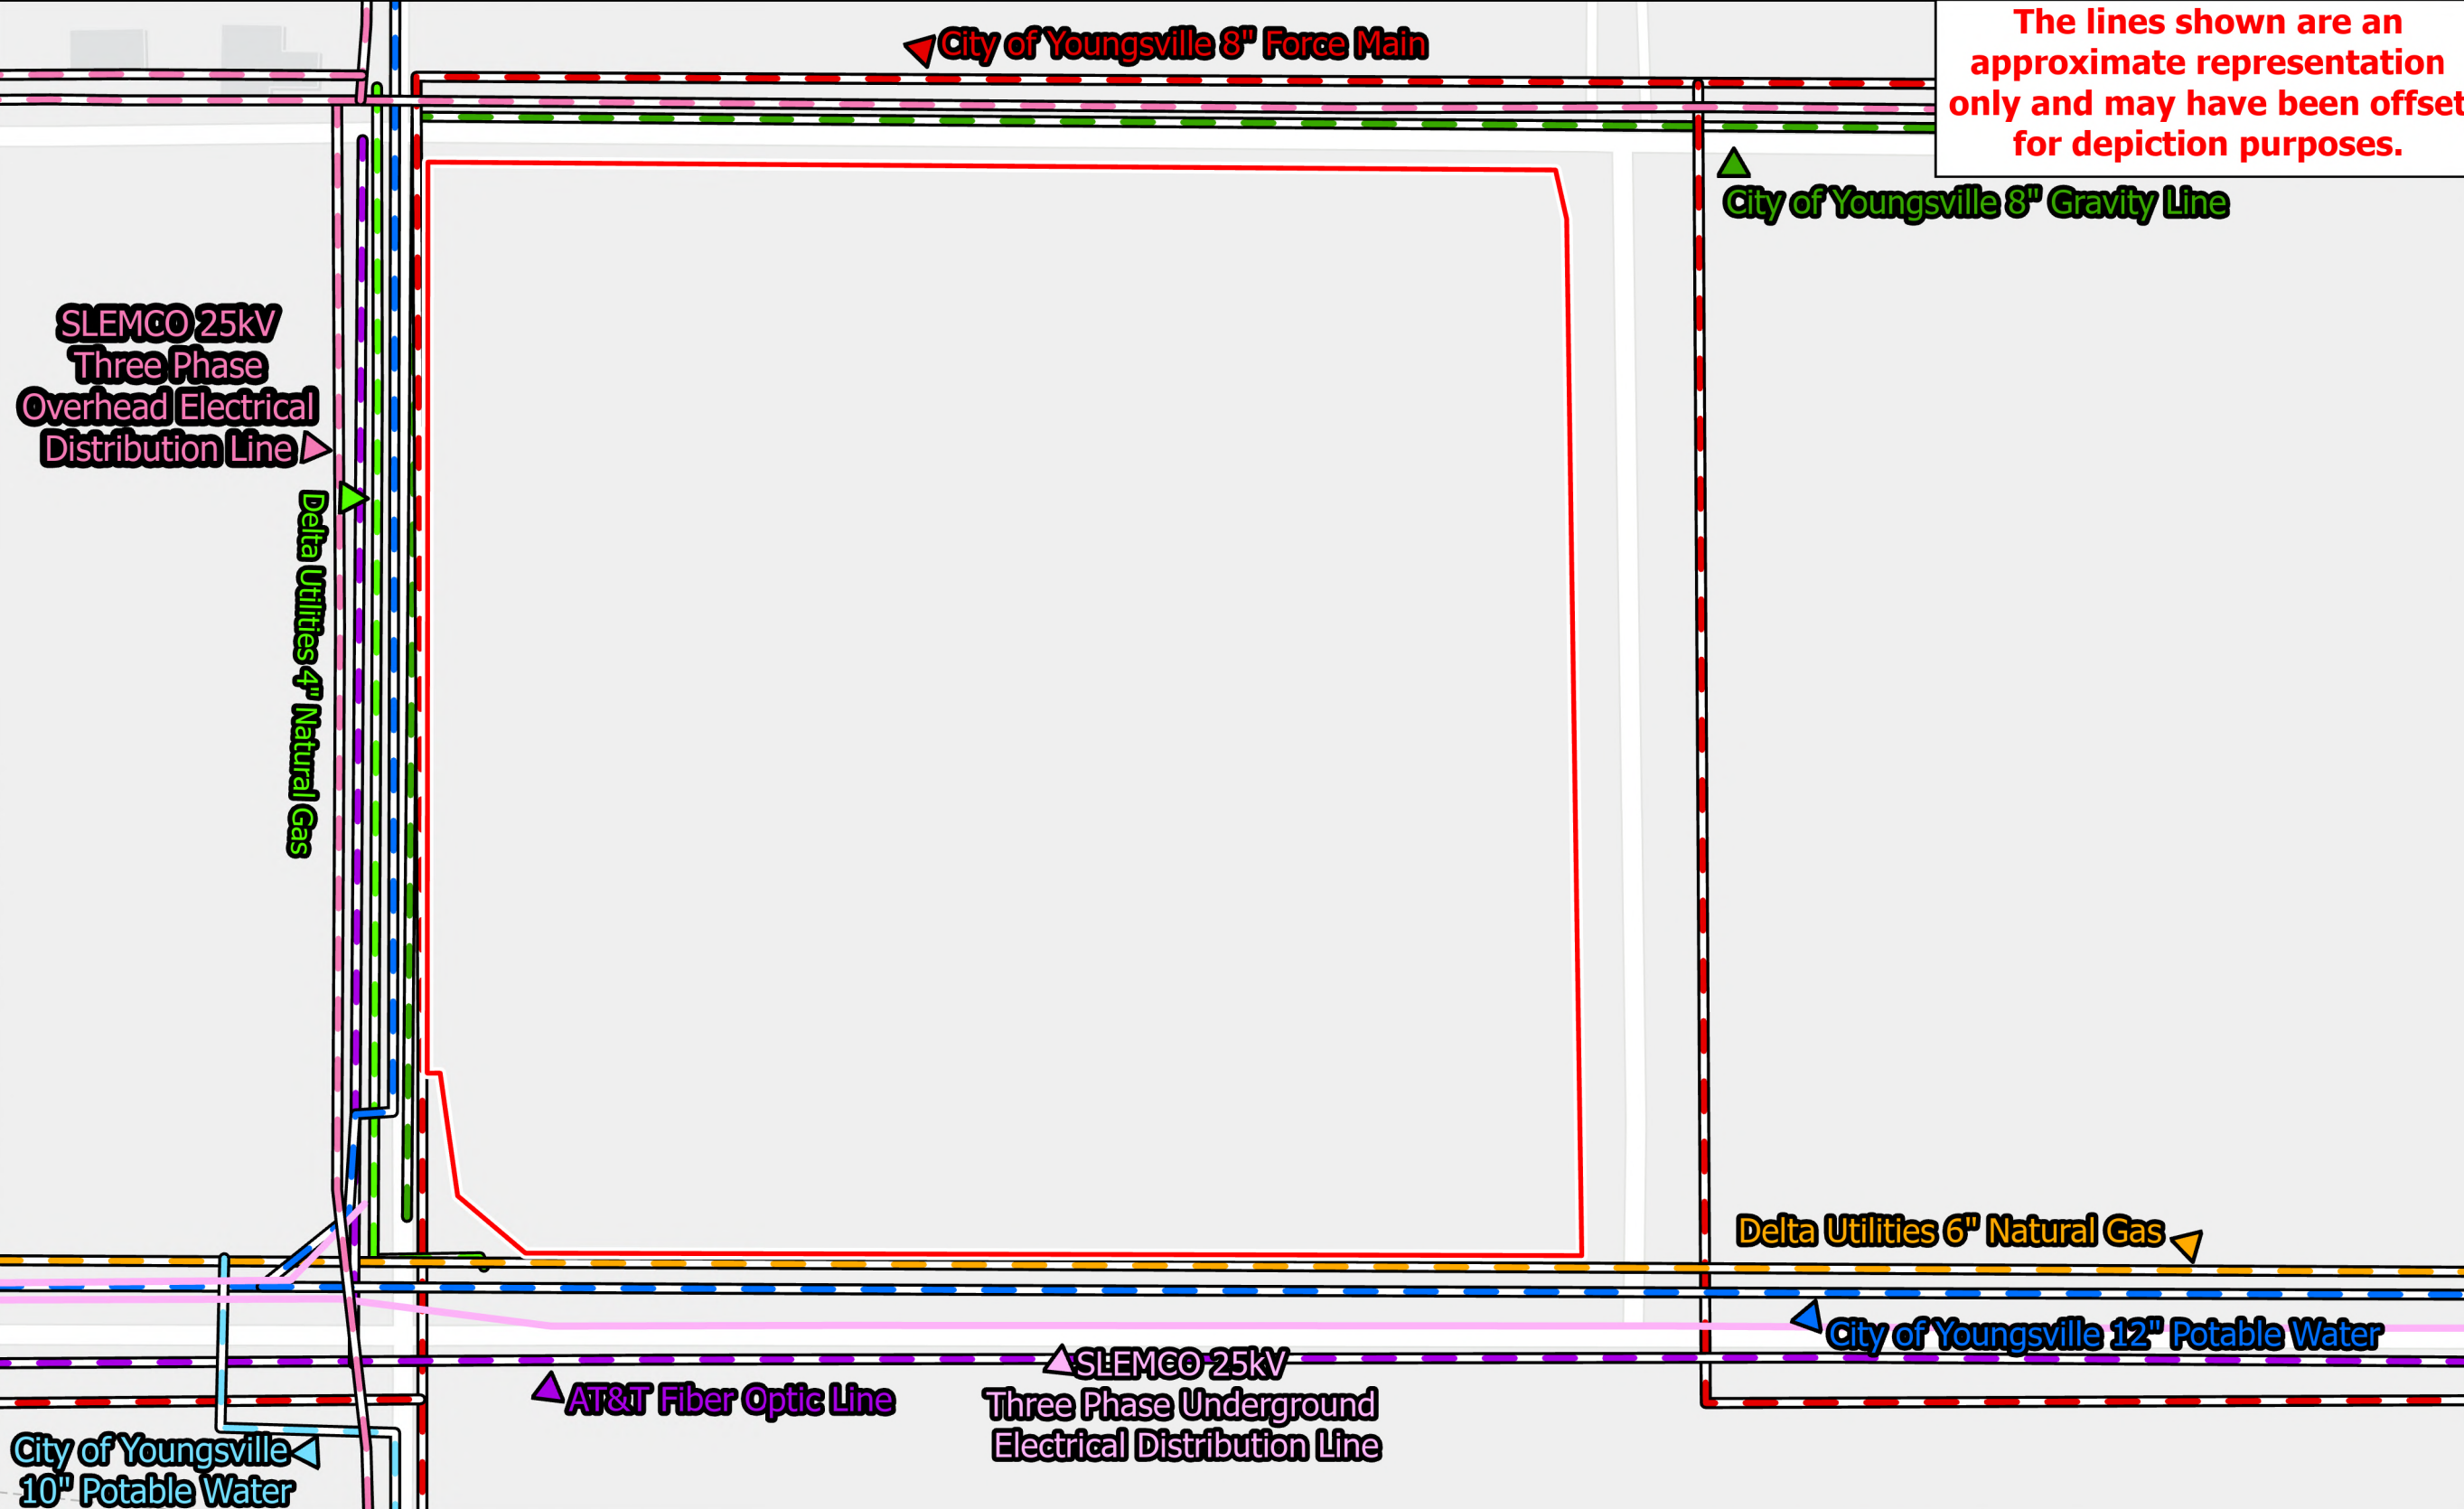 City of Youngsville 8" Force Main
The lines shown are an
approximate representation
only and may have been offset
for depiction purposes.
City of Youngsville 8" Gravity Line
SLEMCO 25kV
Three Phase
Overhead Electrical
Distribution Line
Delta Utilities 4" Natural Gas
Delta Utilities 6" Natural Gas
City of Youngsville 12" Potable Water
SLEMCO 25kV
Three Phase Underground
Electrical Distribution Line
AT&T Fiber Optic Line
City of Youngsville
10" Potable Water